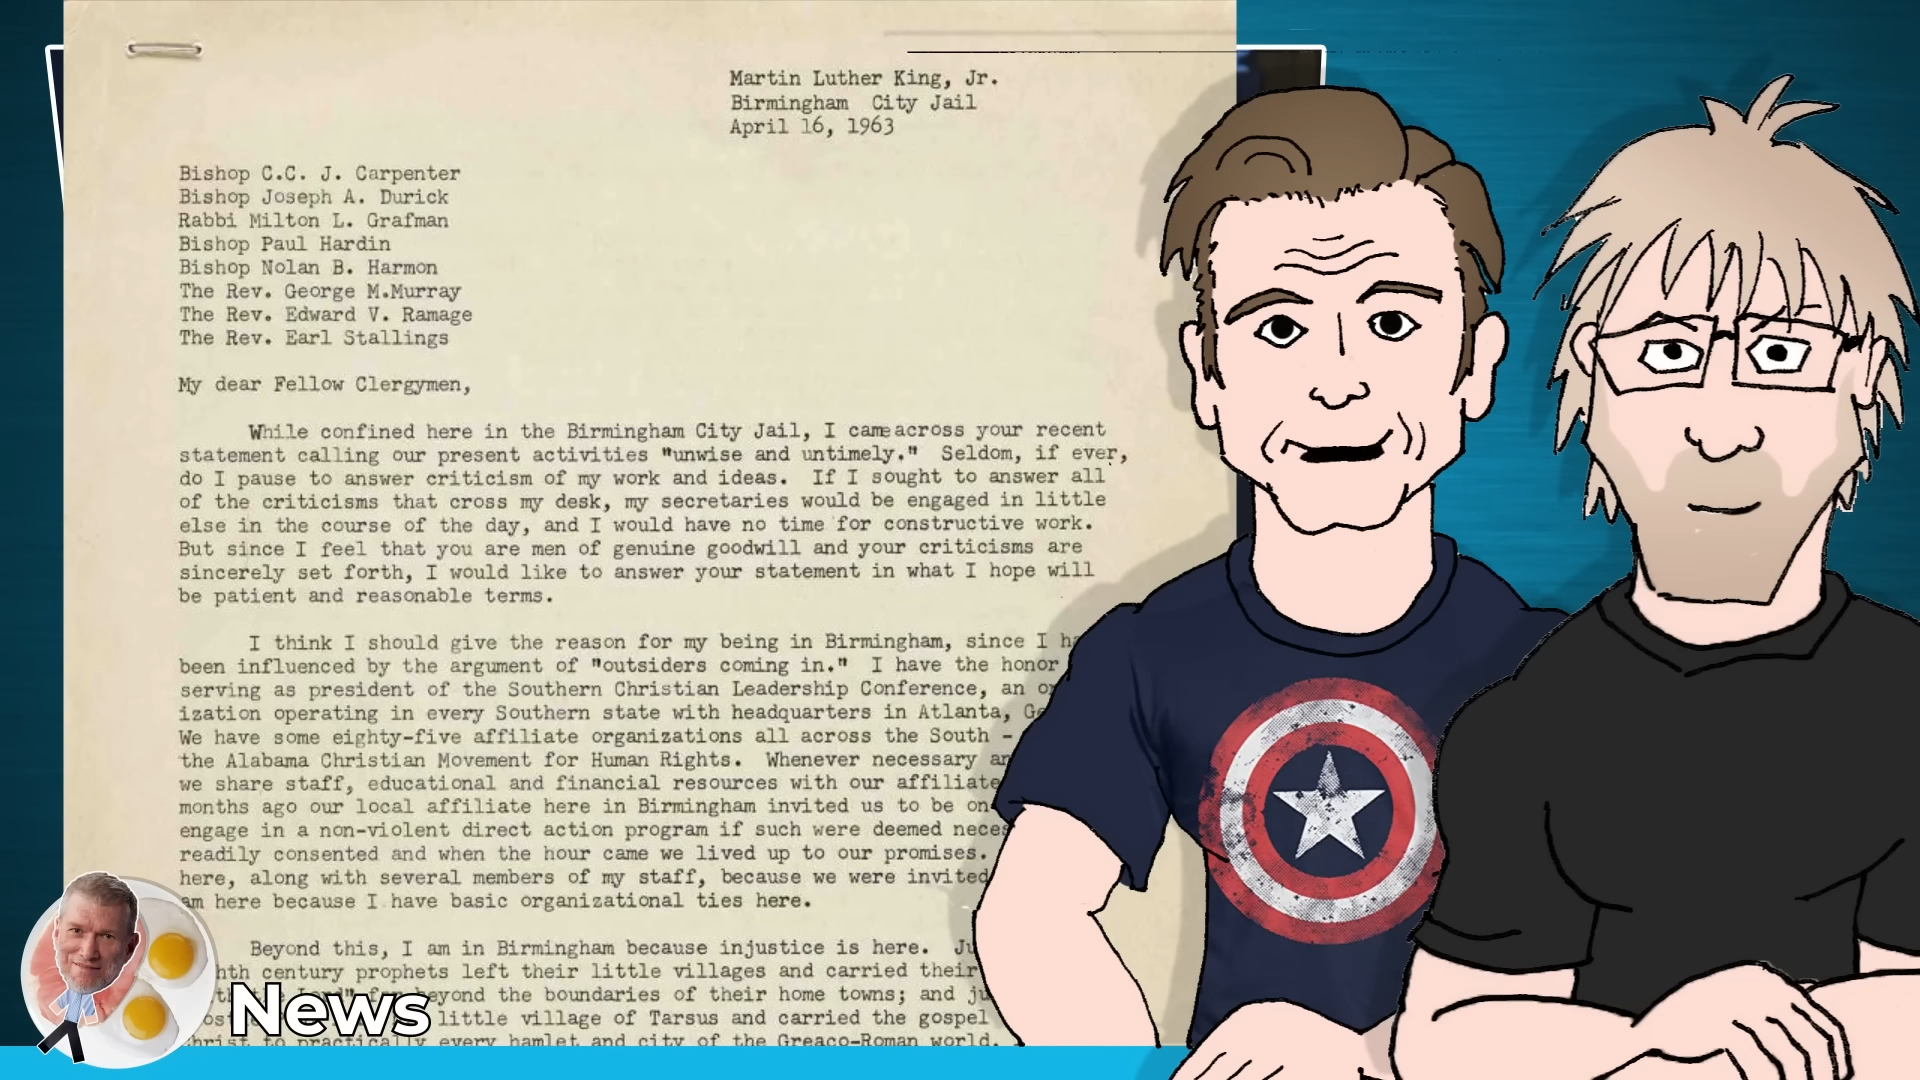 Martin Luther King, Jr.
Birmingham City Jail
April 16, 1963
Bishop C.C. J. Carpenter
Bishop Joseph A. Durick
Rabbi Milton L. Grafman
Bishop Paul Hardin
Bishop Nolan B. Harmon
The Rev. George M.Murray
The Rev. Edward V. Ramage
The Rev. Earl Stallings
My dear Fellow Clergymen,
While confined here in the Birmingham City Jail, I came across your recent
statement calling our present activities "unwise and untimely." Seldom, if ever,
do I pause to answer criticism of my work and ideas. If I sought to answer all
of the criticisms that cross my desk, my secretaries would be engaged in little
else in the course of the day, and I would have no time for constructive work.
But since I feel that you are men of genuine goodwill and your criticisms are
sincerely set forth, I would like to answer your statement in what I hope will
be patient and reasonable terms.
I think I should give the reason for my being in Birmingham, since I
been influenced by the argument of "outsiders coming in." I have the honor
serving as president of the Southern Christian Leadership Conference, an
ization operating in every Southern state with headquarters in Atlanta,
We have some eighty-five affiliate organizations all across the South -
the Alabama Christian Movement for Human Rights. Whenever necessary
we share staff, educational and financial resources with our affiliate
months ago our local affiliate here in Birmingham invited us to be on
engage in a non-violent direct action program if such were deemed
readily consented and when the hour came we lived up to our promises.
here, along with several members of my staff, because we were invited
am here because I have basic organizational ties here.
Beyond this, I am in Birmingham because injustice is here.
century prophets left their little villages and carried their
beyond the boundaries of their home towns; and
little village of Tarsus and carried the gospel
to practically every hamlet and city of the Greaco-Roman world.
News